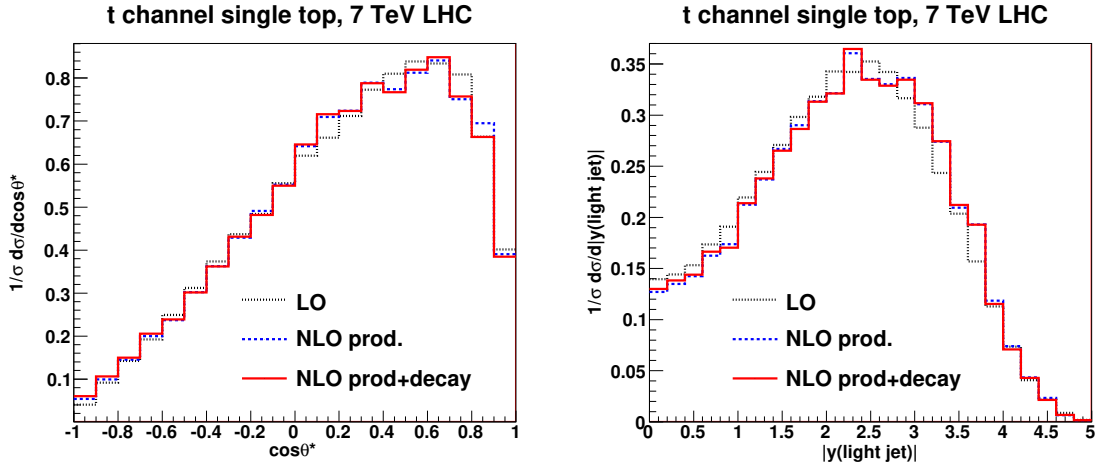 t channel single top, 7 TeV LHC
1/σ dσ/dcosθ*
0.8
0.7
0.6
0.5
0.4
0.3
0.2
0.1
LO
NLO prod.
NLO prod+decay
-1 -0.8 -0.6 -0.4 -0.2 0 0.2 0.4 0.6 0.8 1
cosθ*
t channel single top, 7 TeV LHC
1/σ dσ/d|y(light jet)|
0.35
0.3
0.25
0.2
0.15
0.1
0.05
0
LO
NLO prod.
NLO prod+decay
0 0.5 1 1.5 2 2.5 3 3.5 4 4.5 5
|y(light jet)|